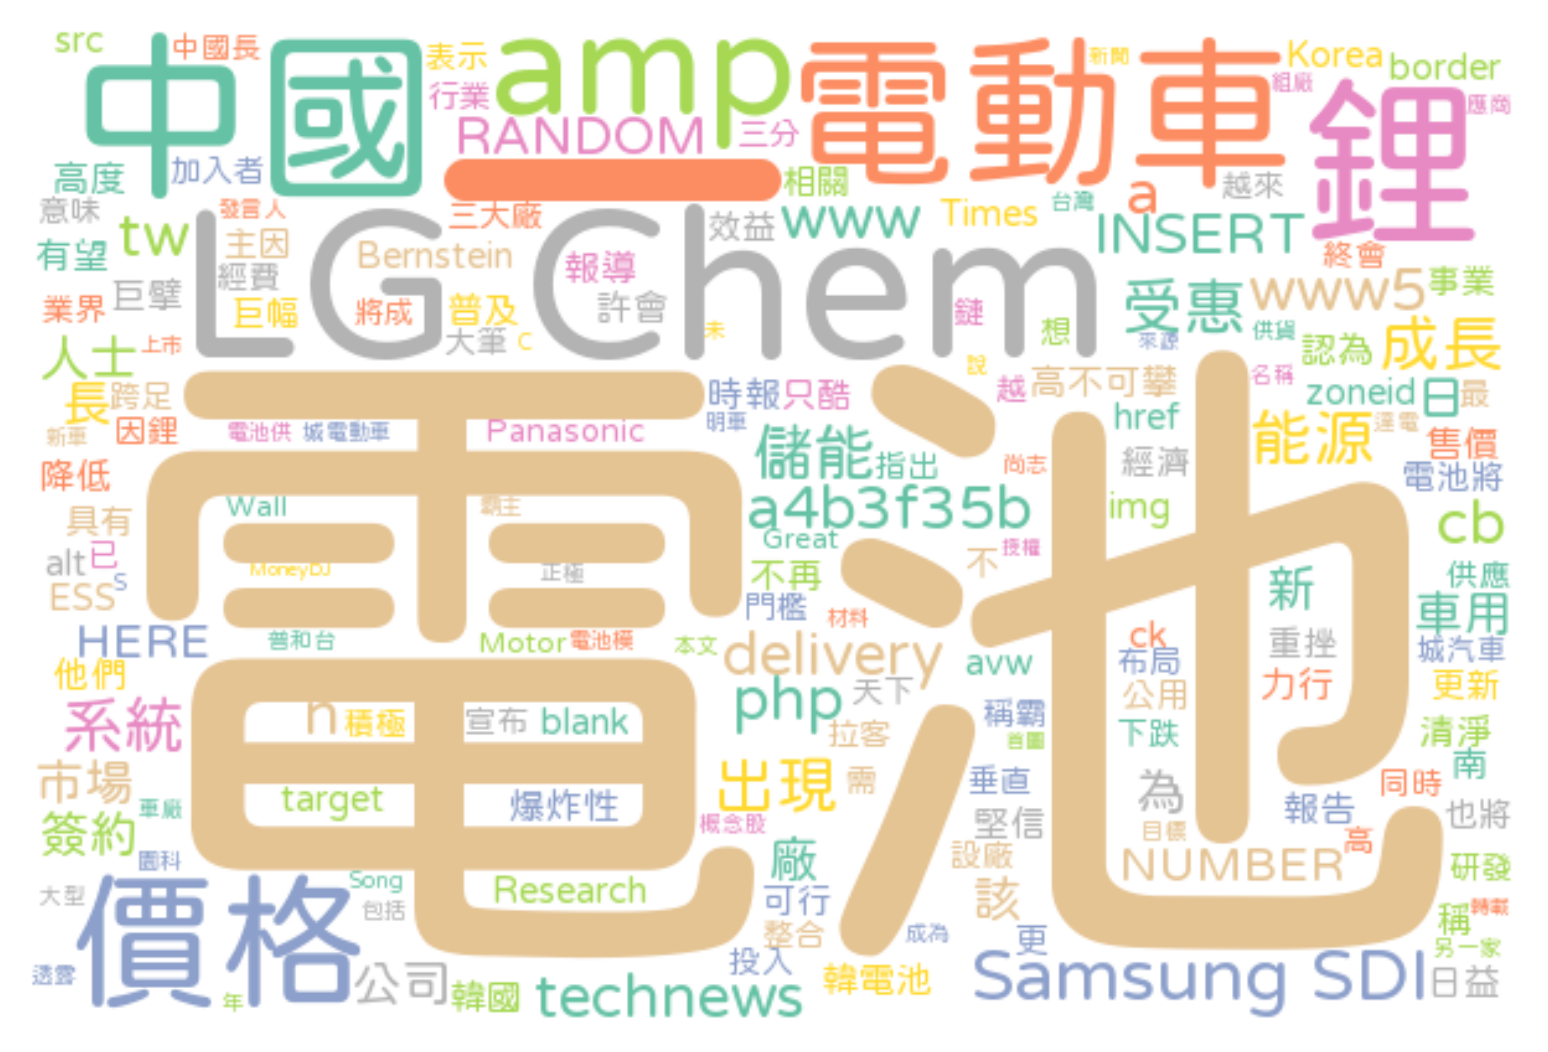 src
中國長
中國
表示
amp
電動車
新聞
Korea
border
行業
RANDOM
三分
組廠
鋰
應商
高度
加入者
相關
a
越來
意味
發言人
三大廠
效益
www
Times
台灣
INSERT
有望
tw
主因
LG Chem
Bernstein
報導
終會
巨擘
經費
許會
受惠
www5
事業
業界
巨幅
將成
普及
鏈
想
供貨
人士
上市
大筆
C
未
來源
認為
成長
長
跨足
時報
只酷
說
越
高不可攀
名稱
zoneid
日
最
新車
因鋰
電池供
城電動車
Panasonic
明車
href
能源
達電
售價
降低
儲能
指出
尚志
經濟
電池將
電池
Wall
霸主
a4b3f35b
img
cb
具有
Great
不
授權
alt
已
MoneyDJ
正極
不再
新
供應
ESS
S
門檻
材料
車用
HERE
普和台
Motor
電池模
本文
delivery
avw
ck
布局
重挫
城汽車
他們
php
天下
公用
力行
更新
系統
n
積極
宣布
blank
拉客
稱霸
首圖
下跌
清淨
市場
target
爆炸性
出現
需
垂直
為
同時
南
車廠
簽約
概念股
堅信
目標
報告
也將
園科
廠
設廠
NUMBER
高
研發
大型
價格
Song
包括
Research
可行
該
稱
轉載
整合
成為
更
另一家
透露
年
公司
韓國
technews
投入
韓電池
Samsung SDI
日益